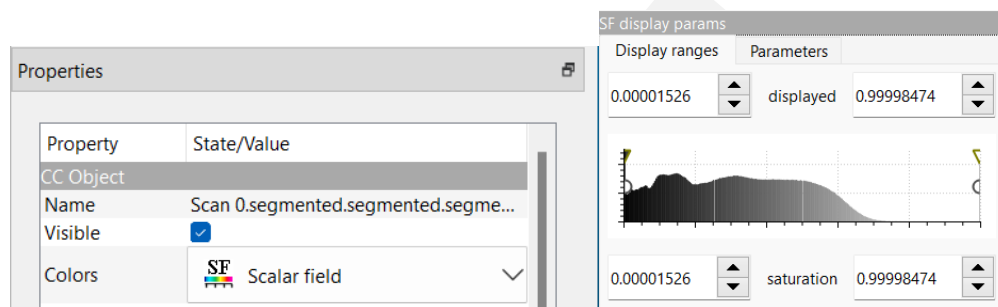 Properties
Property State/Value
CC Object
Name Scan 0.segmented.segmented.segme...
Visible
Colors SF Scalar field
SF display params
Display ranges Parameters
0.00001526 displayed 0.99998474
0.00001526 saturation 0.99998474